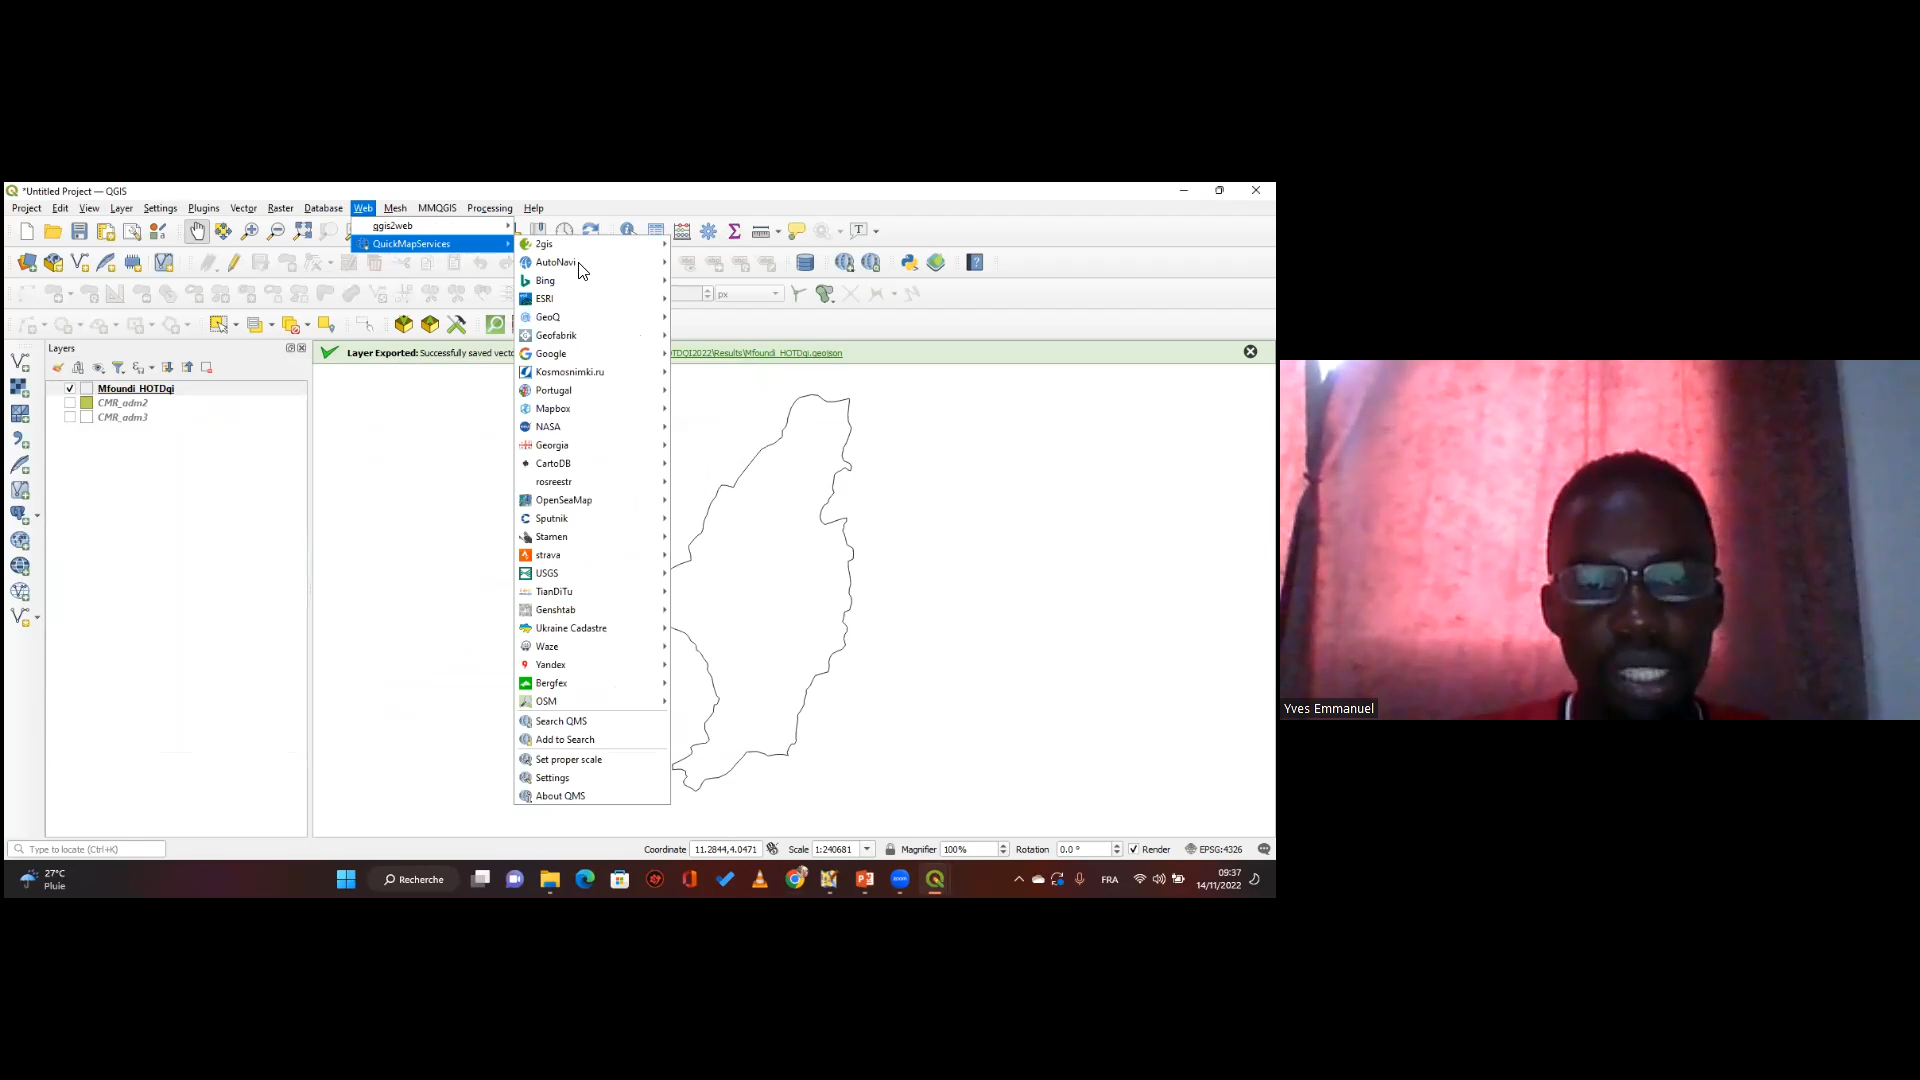 *Untitled Project — QGIS
Project Edit View Layer Settings Plugins Vector Raster Database Web Mesh MMQGIS Processing Help
qgis2web
QuickMapServices
2gis
AutoNavi
Bing
ESRI
GeoQ
Geofabrik
Google
Kosmosnimki.ru
Portugal
Mapbox
NASA
Georgia
CartoDB
rosreestr
OpenSeaMap
Sputnik
Stamen
strava
USGS
TianDiTu
Genshtab
Ukraine Cadastre
Waze
Yandex
Bergfex
OSM
Search QMS
Add to Search
Set proper scale
Settings
About QMS
px
Layers
Layer Exported: Successfully saved vecto
TDQI2022\Results\Mfoundi_HOTDqi.geojson
Mfoundi_HOTDqi
CMR_adm2
CMR_adm3
Type to locate (Ctrl+K)
Coordinate 11.2844,4.0471 Scale 1:240681 Magnifier 100% Rotation 0.0 ° Render EPSG:4326
27°C
Pluie
Recherche
zoom
FRA
09:37
14/11/2022
Yves Emmanuel